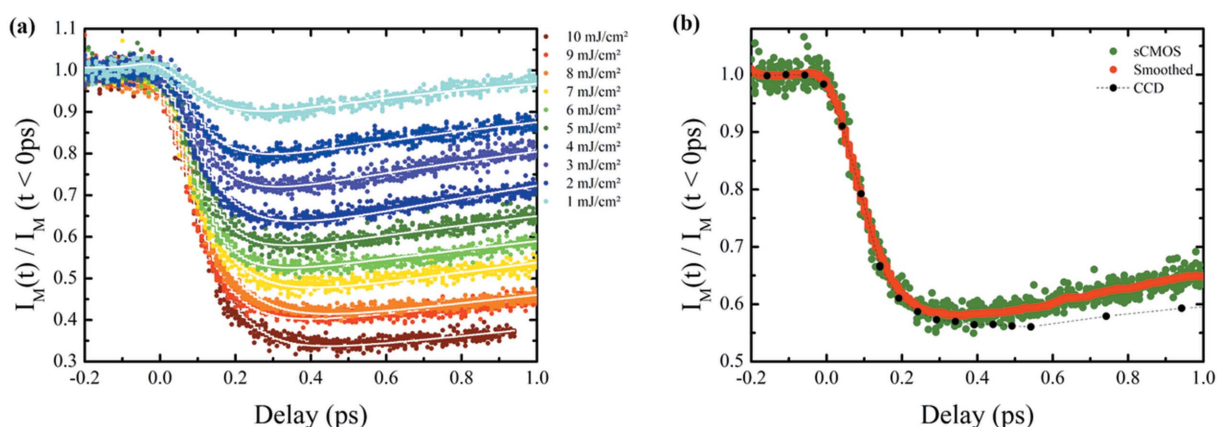 (a)
1.1
1.0
0.9
0.8
0.7
0.6
0.5
0.4
0.3
I_M(t) / I_M (t < 0ps)
-0.2 0.0 0.2 0.4 0.6 0.8 1.0
Delay (ps)
10 mJ/cm²
9 mJ/cm²
8 mJ/cm²
7 mJ/cm²
6 mJ/cm²
5 mJ/cm²
4 mJ/cm²
3 mJ/cm²
2 mJ/cm²
1 mJ/cm²
(b)
1.0
0.9
0.8
0.7
0.6
0.5
I_M(t) / I_M (t < 0ps)
-0.2 0.0 0.2 0.4 0.6 0.8 1.0
Delay (ps)
sCMOS
Smoothed
CCD